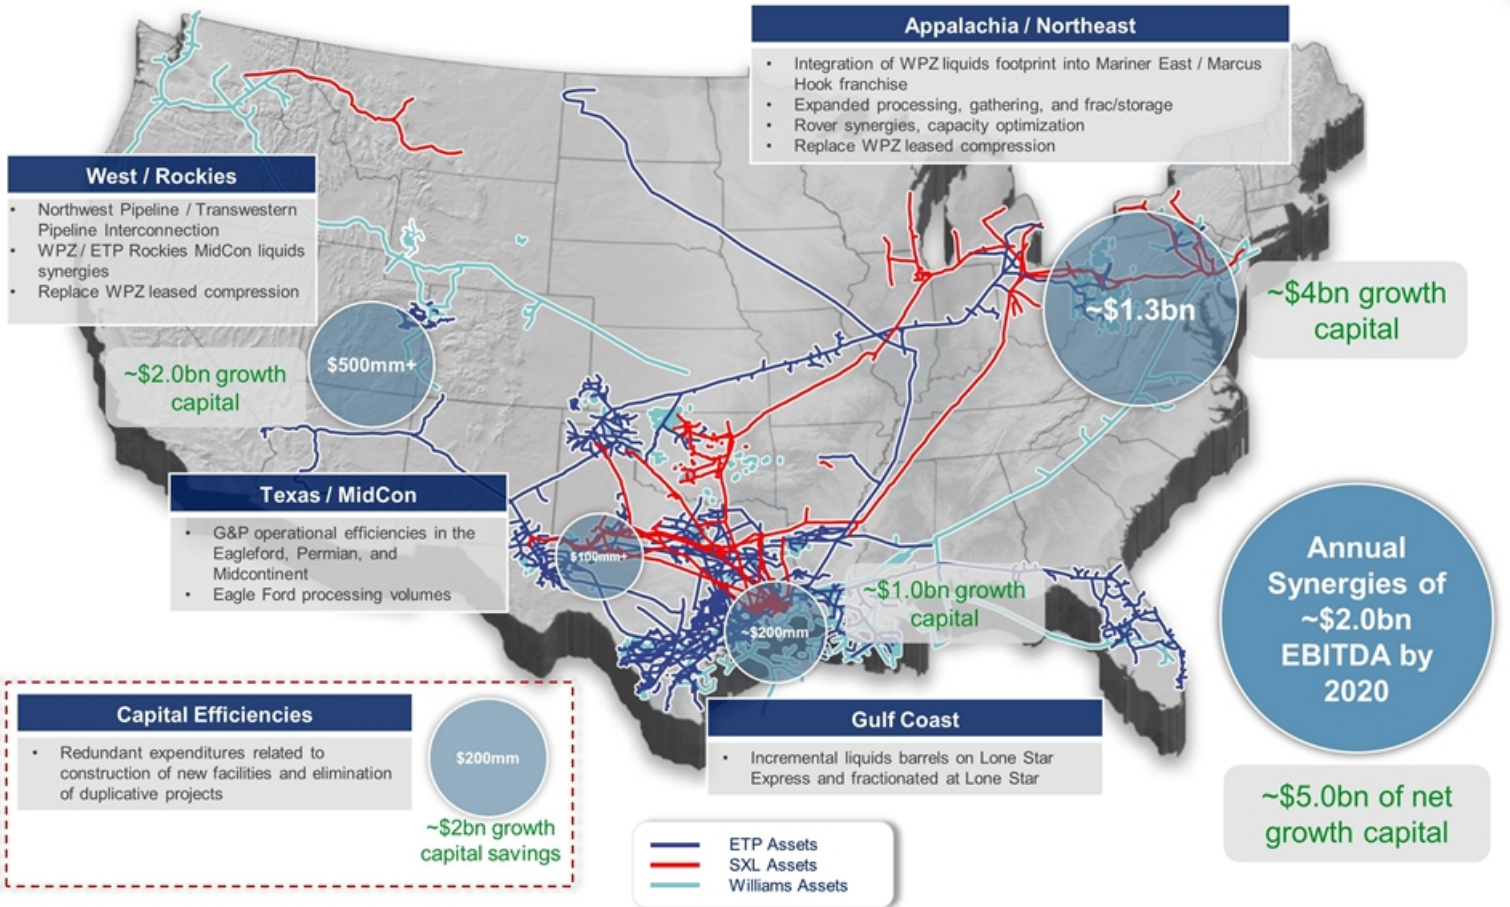 Appalachia / Northeast
• Integration of WPZ liquids footprint into Mariner East / Marcus
Hook franchise
• Expanded processing, gathering, and frac/storage
• Rover synergies, capacity optimization
• Replace WPZ leased compression
West / Rockies
• Northwest Pipeline / Transwestern
Pipeline Interconnection
• WPZ / ETP Rockies MidCon liquids
synergies
• Replace WPZ leased compression
~$2.0bn growth
capital
$500mm+
~$1.3bn
~$4bn growth
capital
Texas / MidCon
• G&P operational efficiencies in the
Eagleford, Permian, and
Midcontinent
• Eagle Ford processing volumes
$100mm+
~$200mm
~$1.0bn growth
capital
Annual
Synergies of
~$2.0bn
EBITDA by
2020
~$5.0bn of net
growth capital
Capital Efficiencies
• Redundant expenditures related to
construction of new facilities and elimination
of duplicative projects
$200mm
~$2bn growth
capital savings
Gulf Coast
• Incremental liquids barrels on Lone Star
Express and fractionated at Lone Star
ETP Assets
SXL Assets
Williams Assets